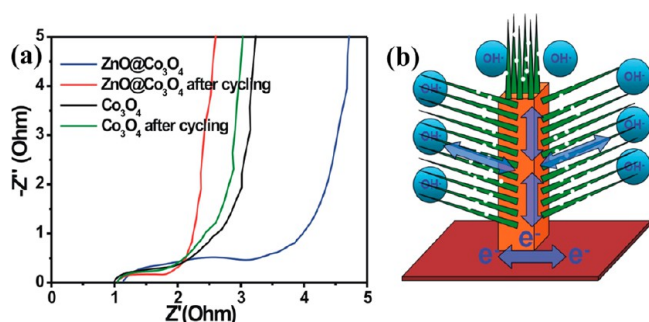 (a)
-Z'' (Ohm)
5
4
3
2
1
0
ZnO@Co₃O₄
ZnO@Co₃O₄ after cycling
Co₃O₄
Co₃O₄ after cycling
0 1 2 3 4 5
Z'(Ohm)
(b)
OH⁻ OH⁻
OH⁻ OH⁻
OH⁻ OH⁻
OH⁻ OH⁻
e⁻
e⁻ e⁻